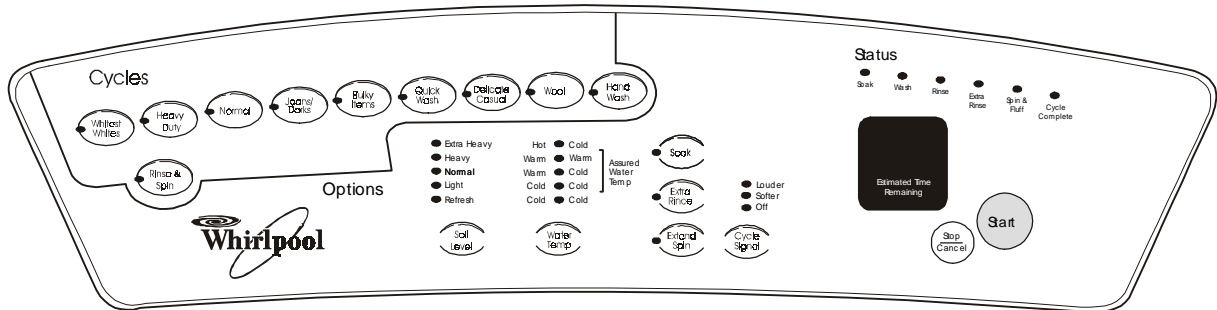 Cycles
Whitest
Whites
Heavy
Duty
Normal
Jeans/
Darks
Bulky
Items
Quick
Wash
Delicate
Casual
Wool
Hand
Wash
Rinse &
Spin
Options
Whirlpool
Extra Heavy
Heavy
Normal
Light
Refresh
Soil
Level
Hot Cold
Warm Warm
Warm Cold
Cold Cold
Cold Cold
Assured
Water
Temp
Water
Temp
Soak
Extra
Rince
Extend
Spin
Louder
Softer
Off
Cycle
Signal
Status
Soak
Wash
Rinse
Extra
Rinse
Spin &
Fluff
Cycle
Complete
Estimated Time
Remaining
Start
Stop
Cancel